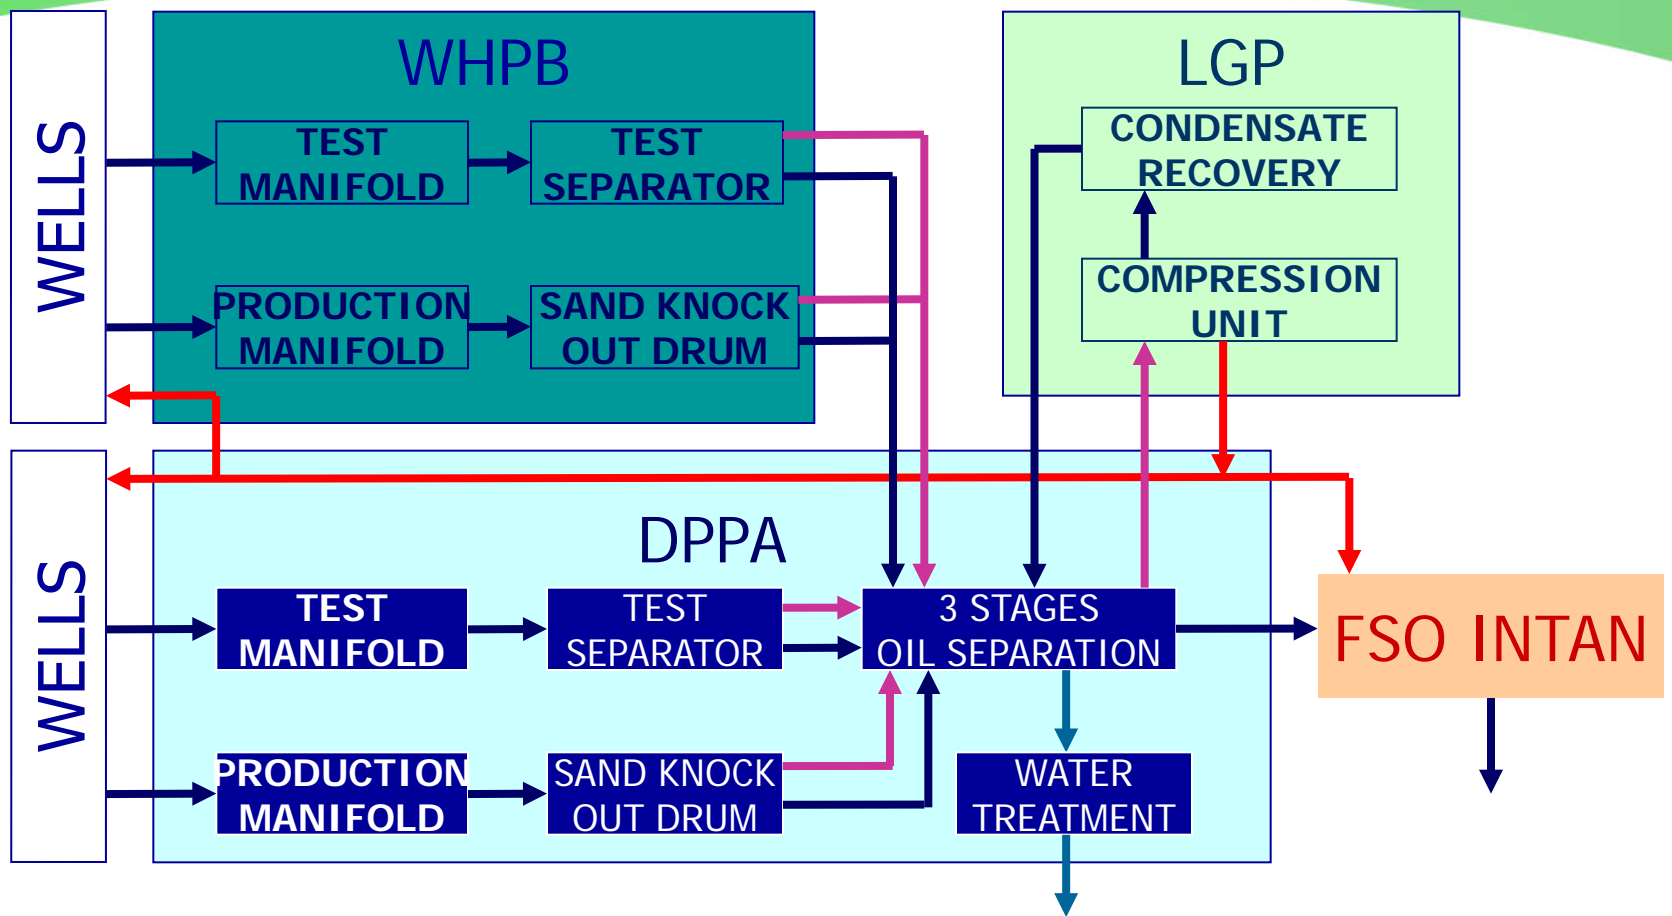 WELLS
WHPB
TEST
MANIFOLD
TEST
SEPARATOR
PRODUCTION
MANIFOLD
SAND KNOCK
OUT DRUM
LGP
CONDENSATE
RECOVERY
COMPRESSION
UNIT
WELLS
DPPA
TEST
MANIFOLD
TEST
SEPARATOR
3 STAGES
OIL SEPARATION
FSO INTAN
PRODUCTION
MANIFOLD
SAND KNOCK
OUT DRUM
WATER
TREATMENT